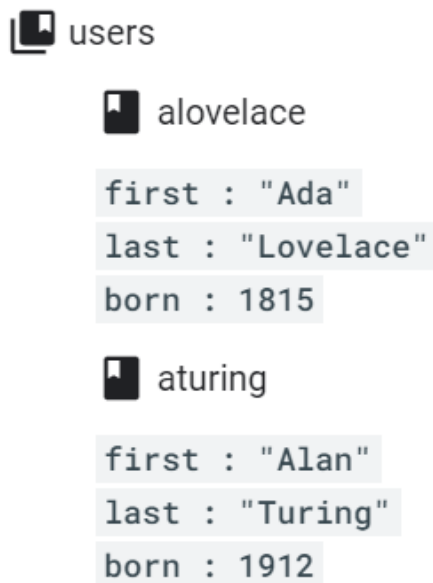 users
alovelace
first : "Ada"
last : "Lovelace"
born : 1815
aturing
first : "Alan"
last : "Turing"
born : 1912